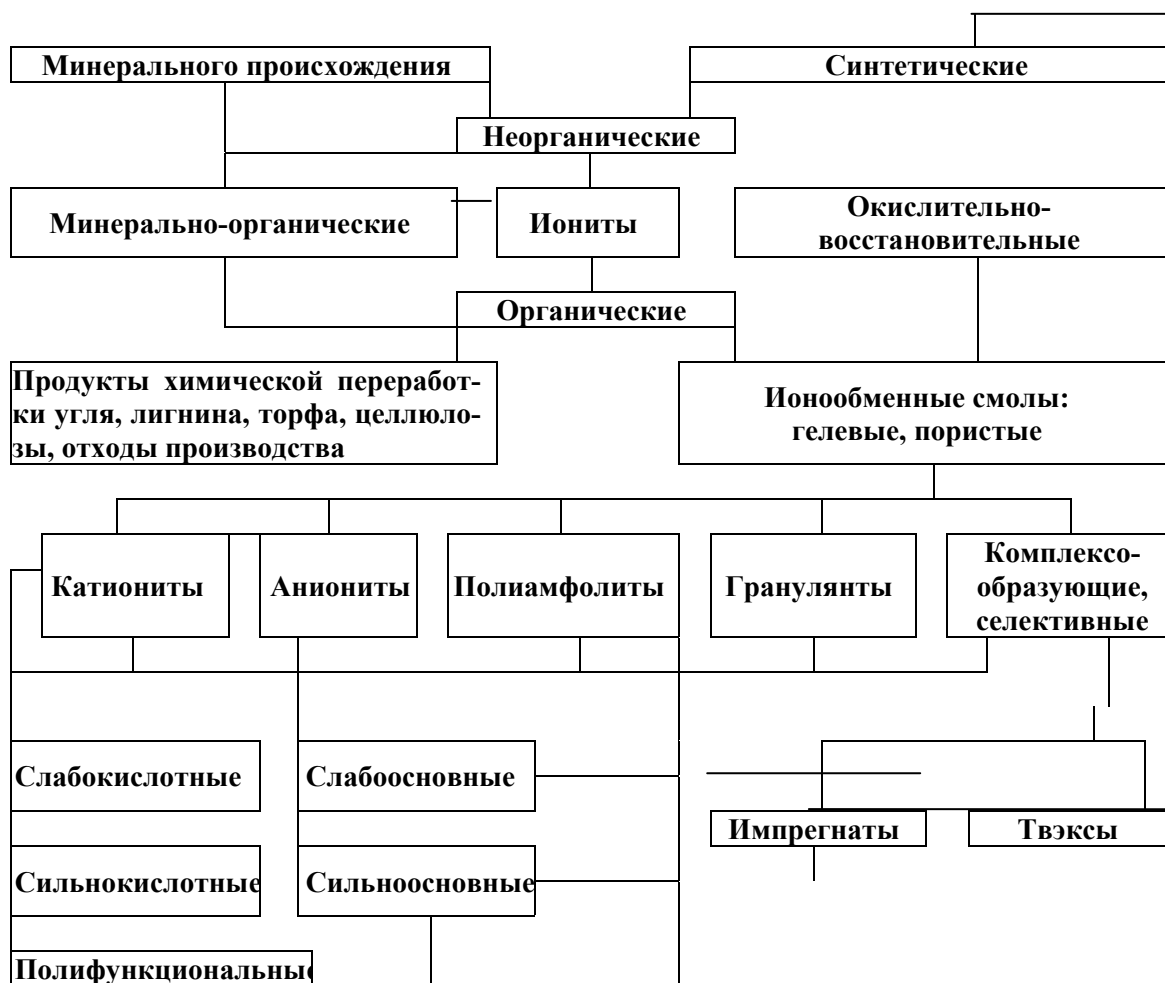 Минерального происхождения
Синтетические
Неорганические
Минерально-органические
Иониты
Окислительно-
восстановительные
Органические
Продукты химической переработ-
ки угля, лигнина, торфа, целлюло-
зы, отходы производства
Ионообменные смолы:
гелевые, пористые
Катиониты
Аниониты
Полиамфолиты
Гранулянты
Комплексо-
образующие,
селективные
Слабокислотные
Слабоосновные
Импрегнаты
Твэксы
Сильнокислотные
Сильноосновные
Полифункциональные